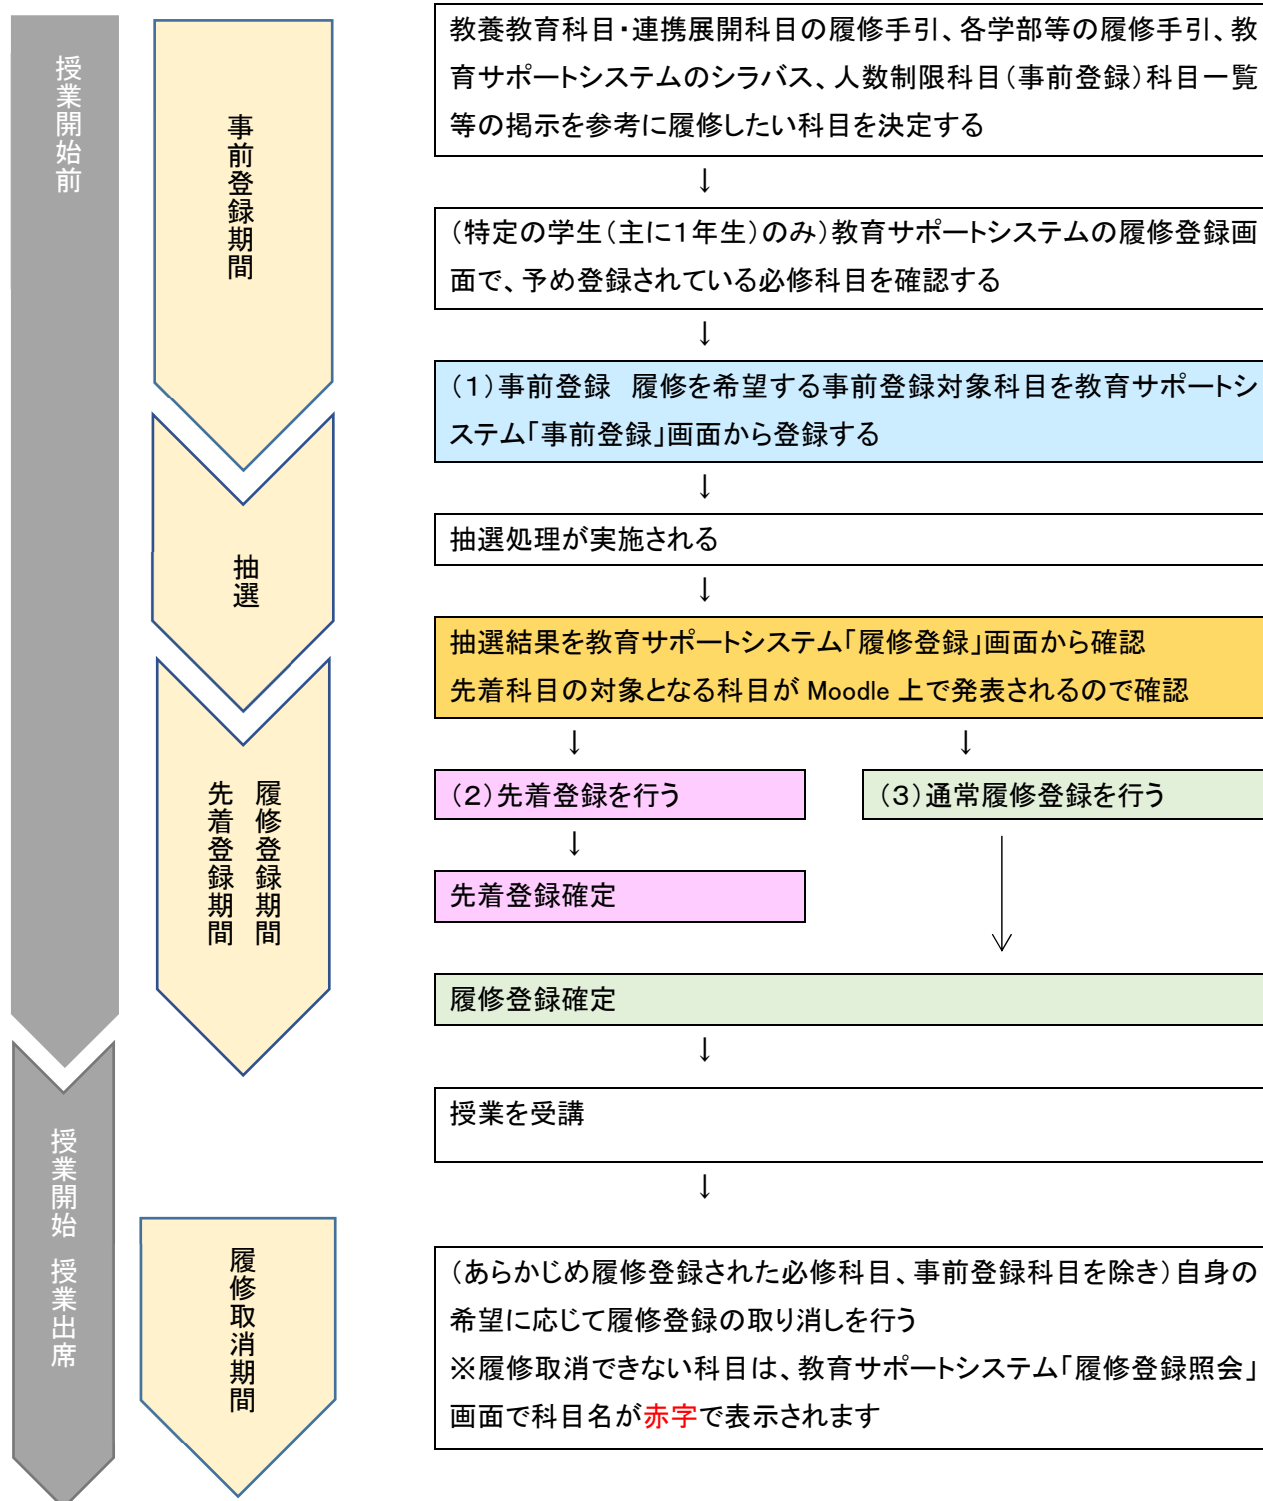 授業開始前
事前登録期間
教養教育科目・連携展開科目の履修手引、各学部等の履修手引、教
育サポートシステムのシラバス、人数制限科目（事前登録）科目一覧
等の掲示を参考に履修したい科目を決定する
↓
（特定の学生（主に１年生）のみ）教育サポートシステムの履修登録画
面で、予め登録されている必修科目を確認する
↓
（１）事前登録　履修を希望する事前登録対象科目を教育サポートシ
ステム「事前登録」画面から登録する
↓
抽選
抽選処理が実施される
↓
抽選結果を教育サポートシステム「履修登録」画面から確認
先着科目の対象となる科目が Moodle 上で発表されるので確認
↓ ↓
履修登録期間
先着登録期間
（２）先着登録を行う
（３）通常履修登録を行う
↓
先着登録確定
履修登録確定
↓
授業開始　授業出席
授業を受講
↓
履修取消期間
（あらかじめ履修登録された必修科目、事前登録科目を除き）自身の
希望に応じて履修登録の取り消しを行う
※履修取消できない科目は、教育サポートシステム「履修登録照会」
画面で科目名が赤字で表示されます